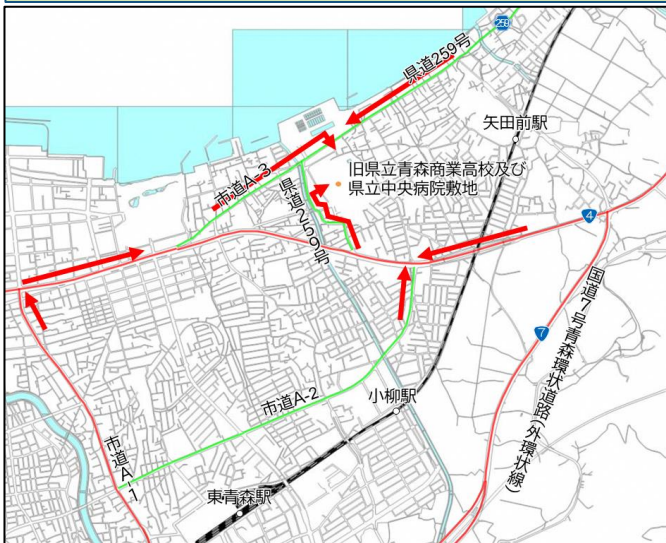 259
県道259号
矢田前駅
旧県立青森商業高校及び
県立中央病院敷地
市道A-3
県道259号
4
7
国道7号青森環状道路(外環状線)
市道A-2
小柳駅
市道A-1
東青森駅